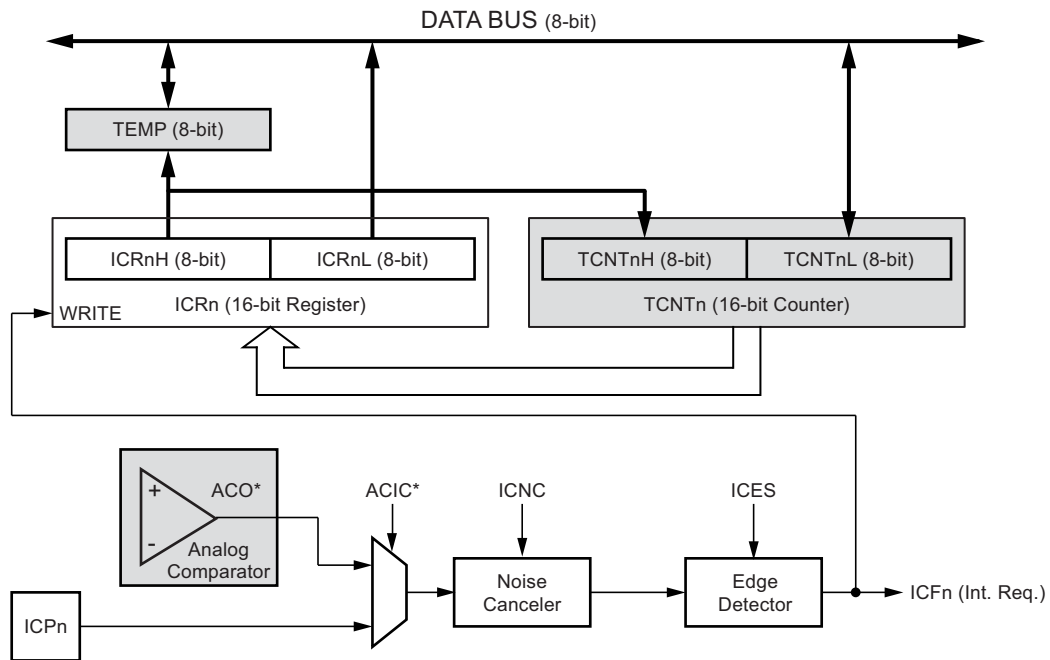 DATA BUS (8-bit)
TEMP (8-bit)
ICRnH (8-bit)
ICRnL (8-bit)
TCNTnH (8-bit)
TCNTnL (8-bit)
WRITE
ICRn (16-bit Register)
TCNTn (16-bit Counter)
+
-
ACO*
Analog
Comparator
ACIC*
ICNC
ICES
Noise
Canceler
Edge
Detector
ICFn (Int. Req.)
ICPn